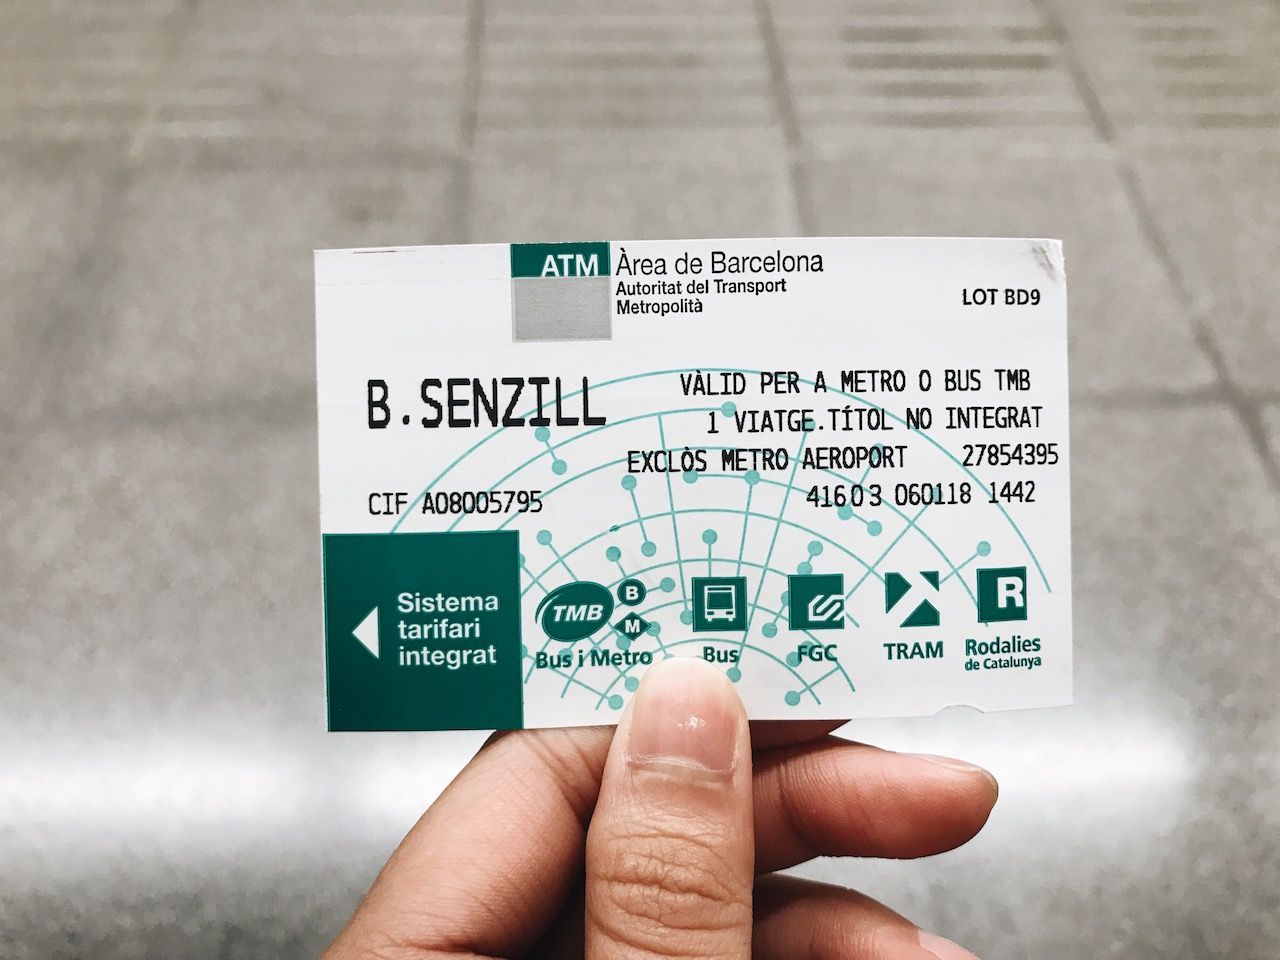 ATM Àrea de Barcelona
Autoritat del Transport
Metropolità
LOT BD9
B.SENZILL
VÀLID PER A METRO O BUS TMB
1 VIATGE.TÍTOL NO INTEGRAT
EXCLÒS METRO AEROPORT 27854395
CIF A08005795
41603 060118 1442
Sistema
tarifari
integrat
TMB B M
Bus i Metro
Bus
FGC
TRAM
R
Rodalies
de Catalunya